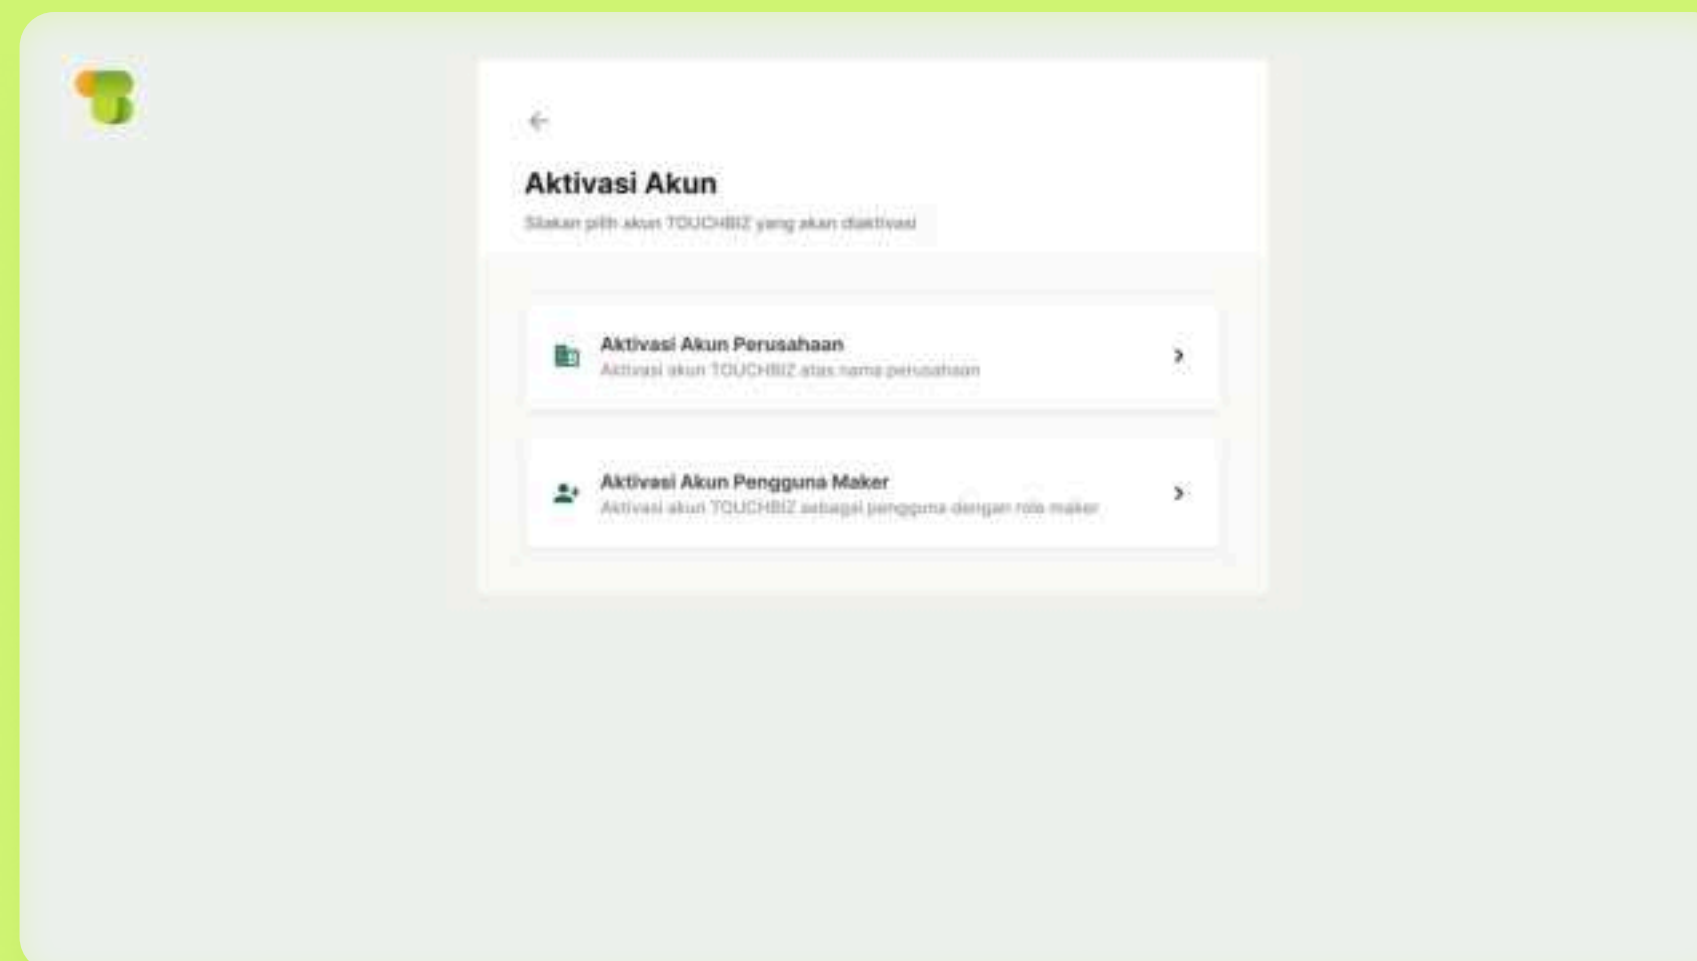 Aktivasi Akun
Silakan pilih akun TOUCHBIZ yang akan diaktivasi
Aktivasi Akun Perusahaan
Aktivasi akun TOUCHBIZ atas nama perusahaan
Aktivasi Akun Pengguna Maker
Aktivasi akun TOUCHBIZ sebagai pengguna dengan role maker